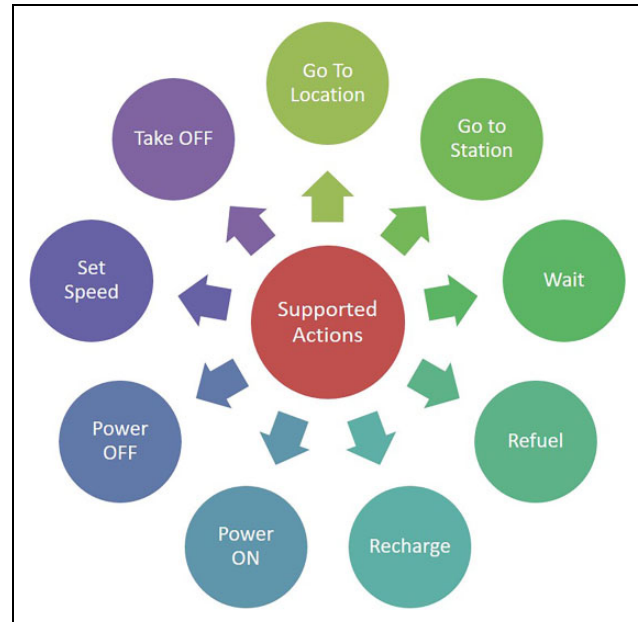 Go To
Location
Go to
Station
Wait
Refuel
Recharge
Power
ON
Power
OFF
Set
Speed
Take OFF
Supported
Actions